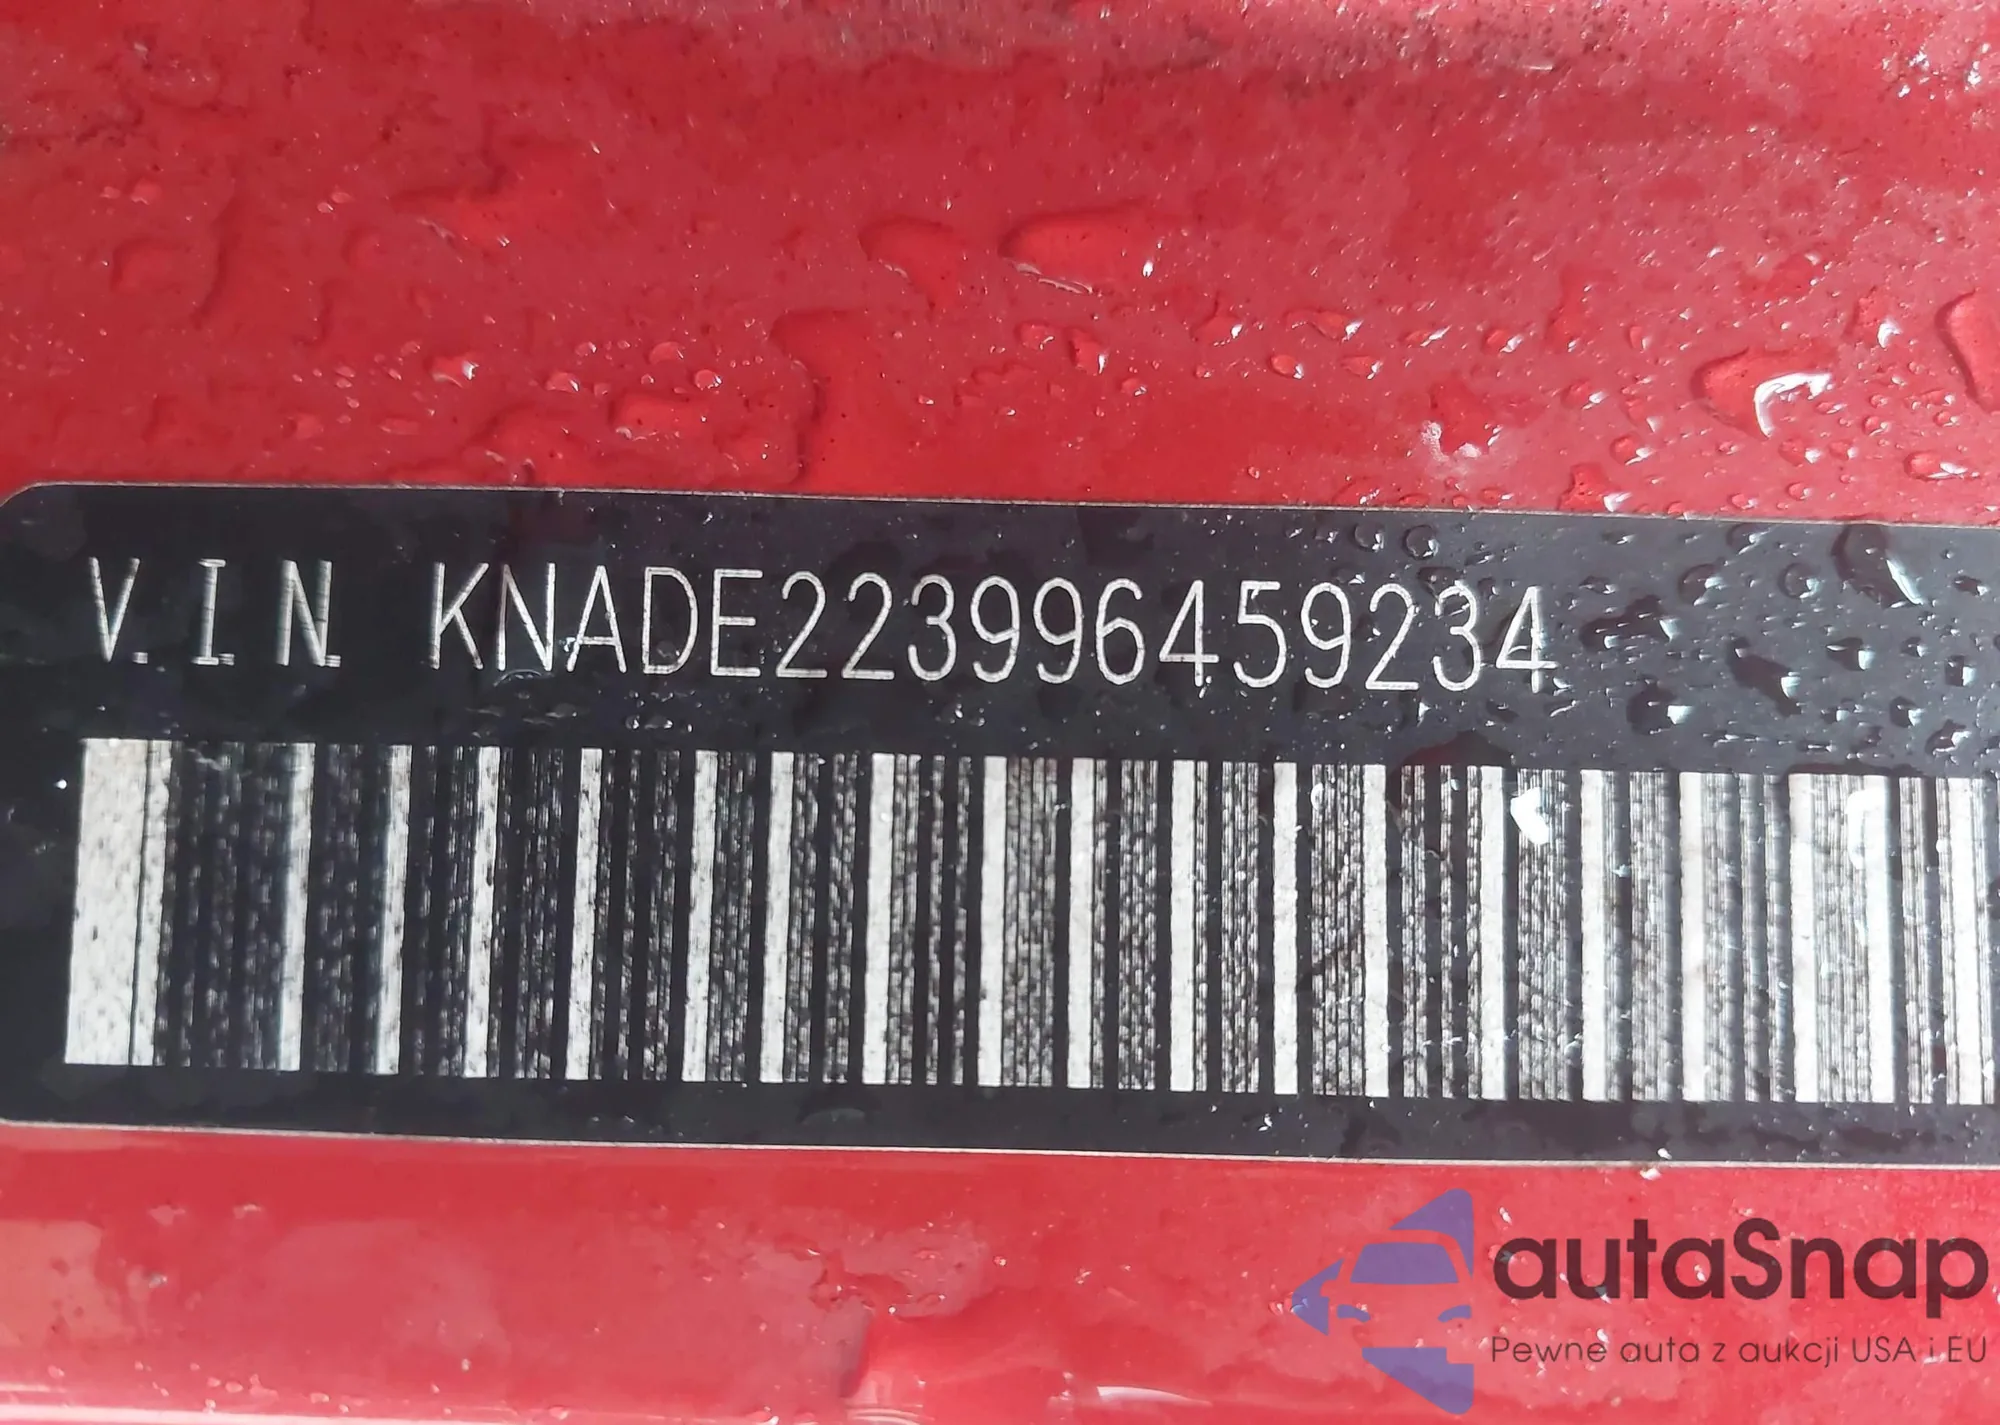 V.I.N. KNADE223996459234
autaSnap
Pewne auta z aukcji USA i EU